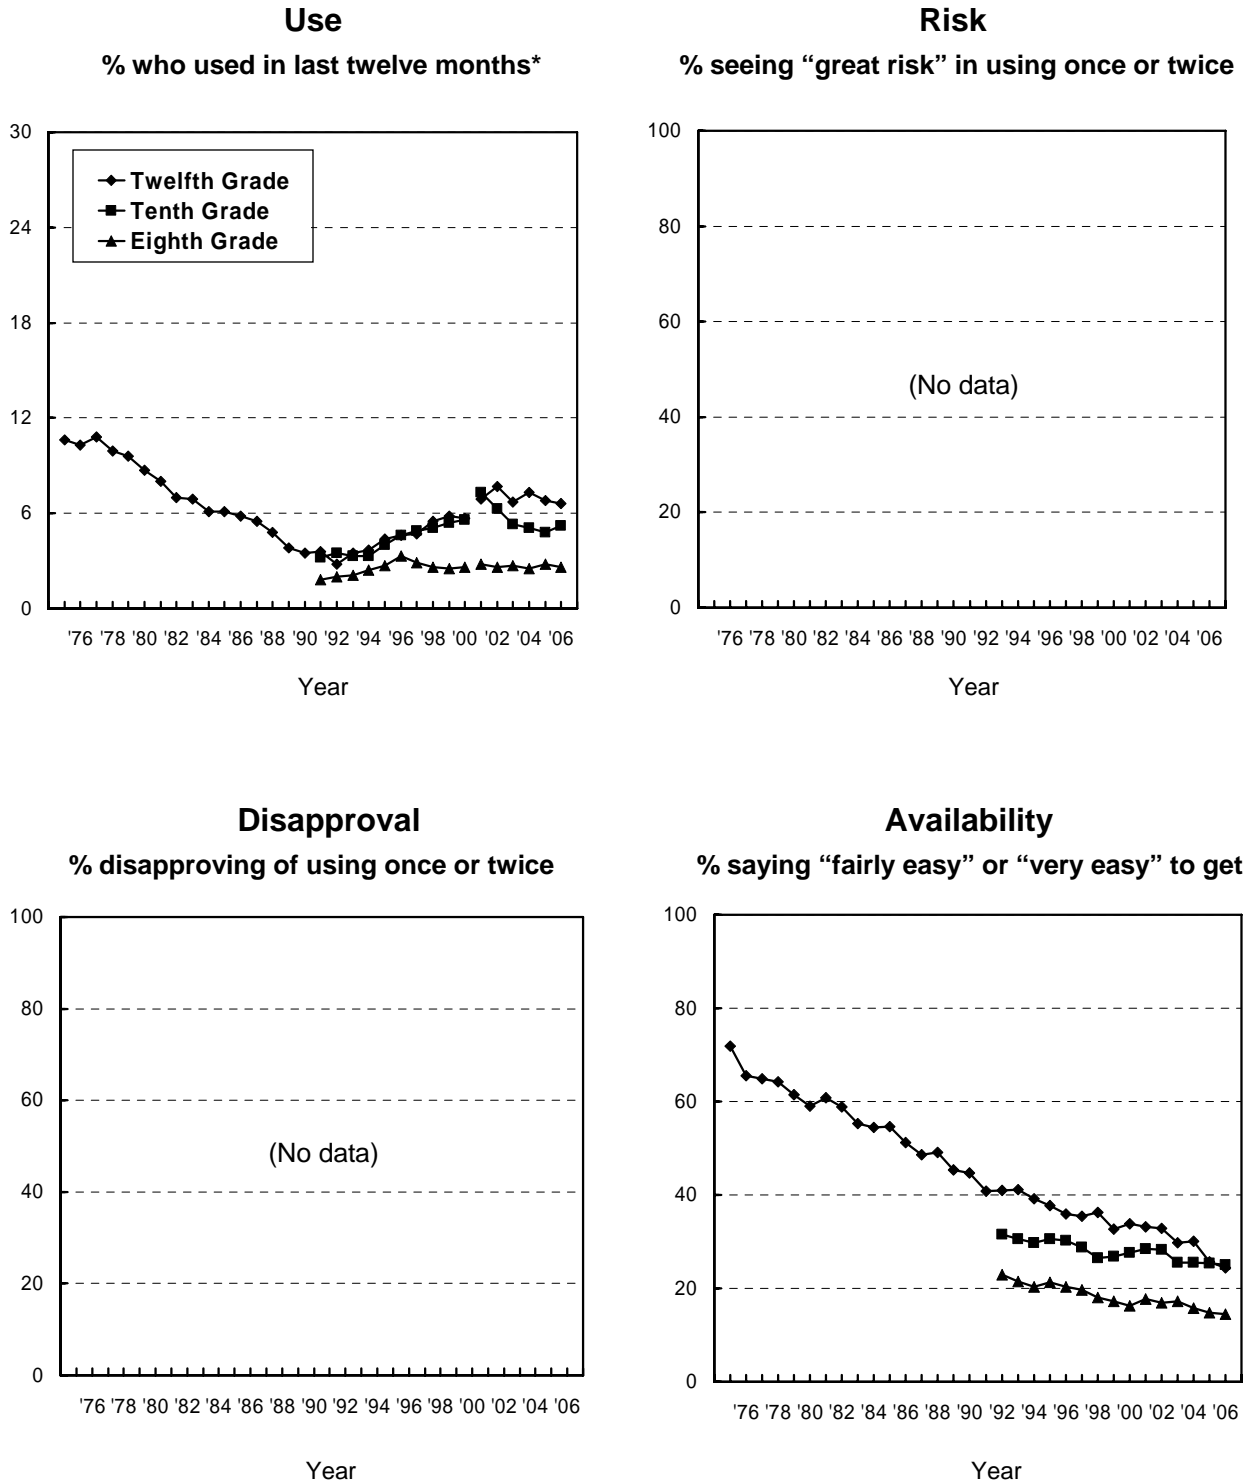 Use
% who used in last twelve months*
30
24
18
12
6
0
Twelfth Grade
Tenth Grade
Eighth Grade
'76 '78 '80 '82 '84 '86 '88 '90 '92 '94 '96 '98 '00 '02 '04 '06
Year
Risk
% seeing “great risk” in using once or twice
100
80
60
40
20
0
(No data)
'76 '78 '80 '82 '84 '86 '88 '90 '92 '94 '96 '98 '00 '02 '04 '06
Year
Disapproval
% disapproving of using once or twice
100
80
60
40
20
0
(No data)
'76 '78 '80 '82 '84 '86 '88 '90 '92 '94 '96 '98 '00 '02 '04 '06
Year
Availability
% saying “fairly easy” or “very easy” to get
100
80
60
40
20
0
'76 '78 '80 '82 '84 '86 '88 '90 '92 '94 '96 '98 '00 '02 '04 '06
Year